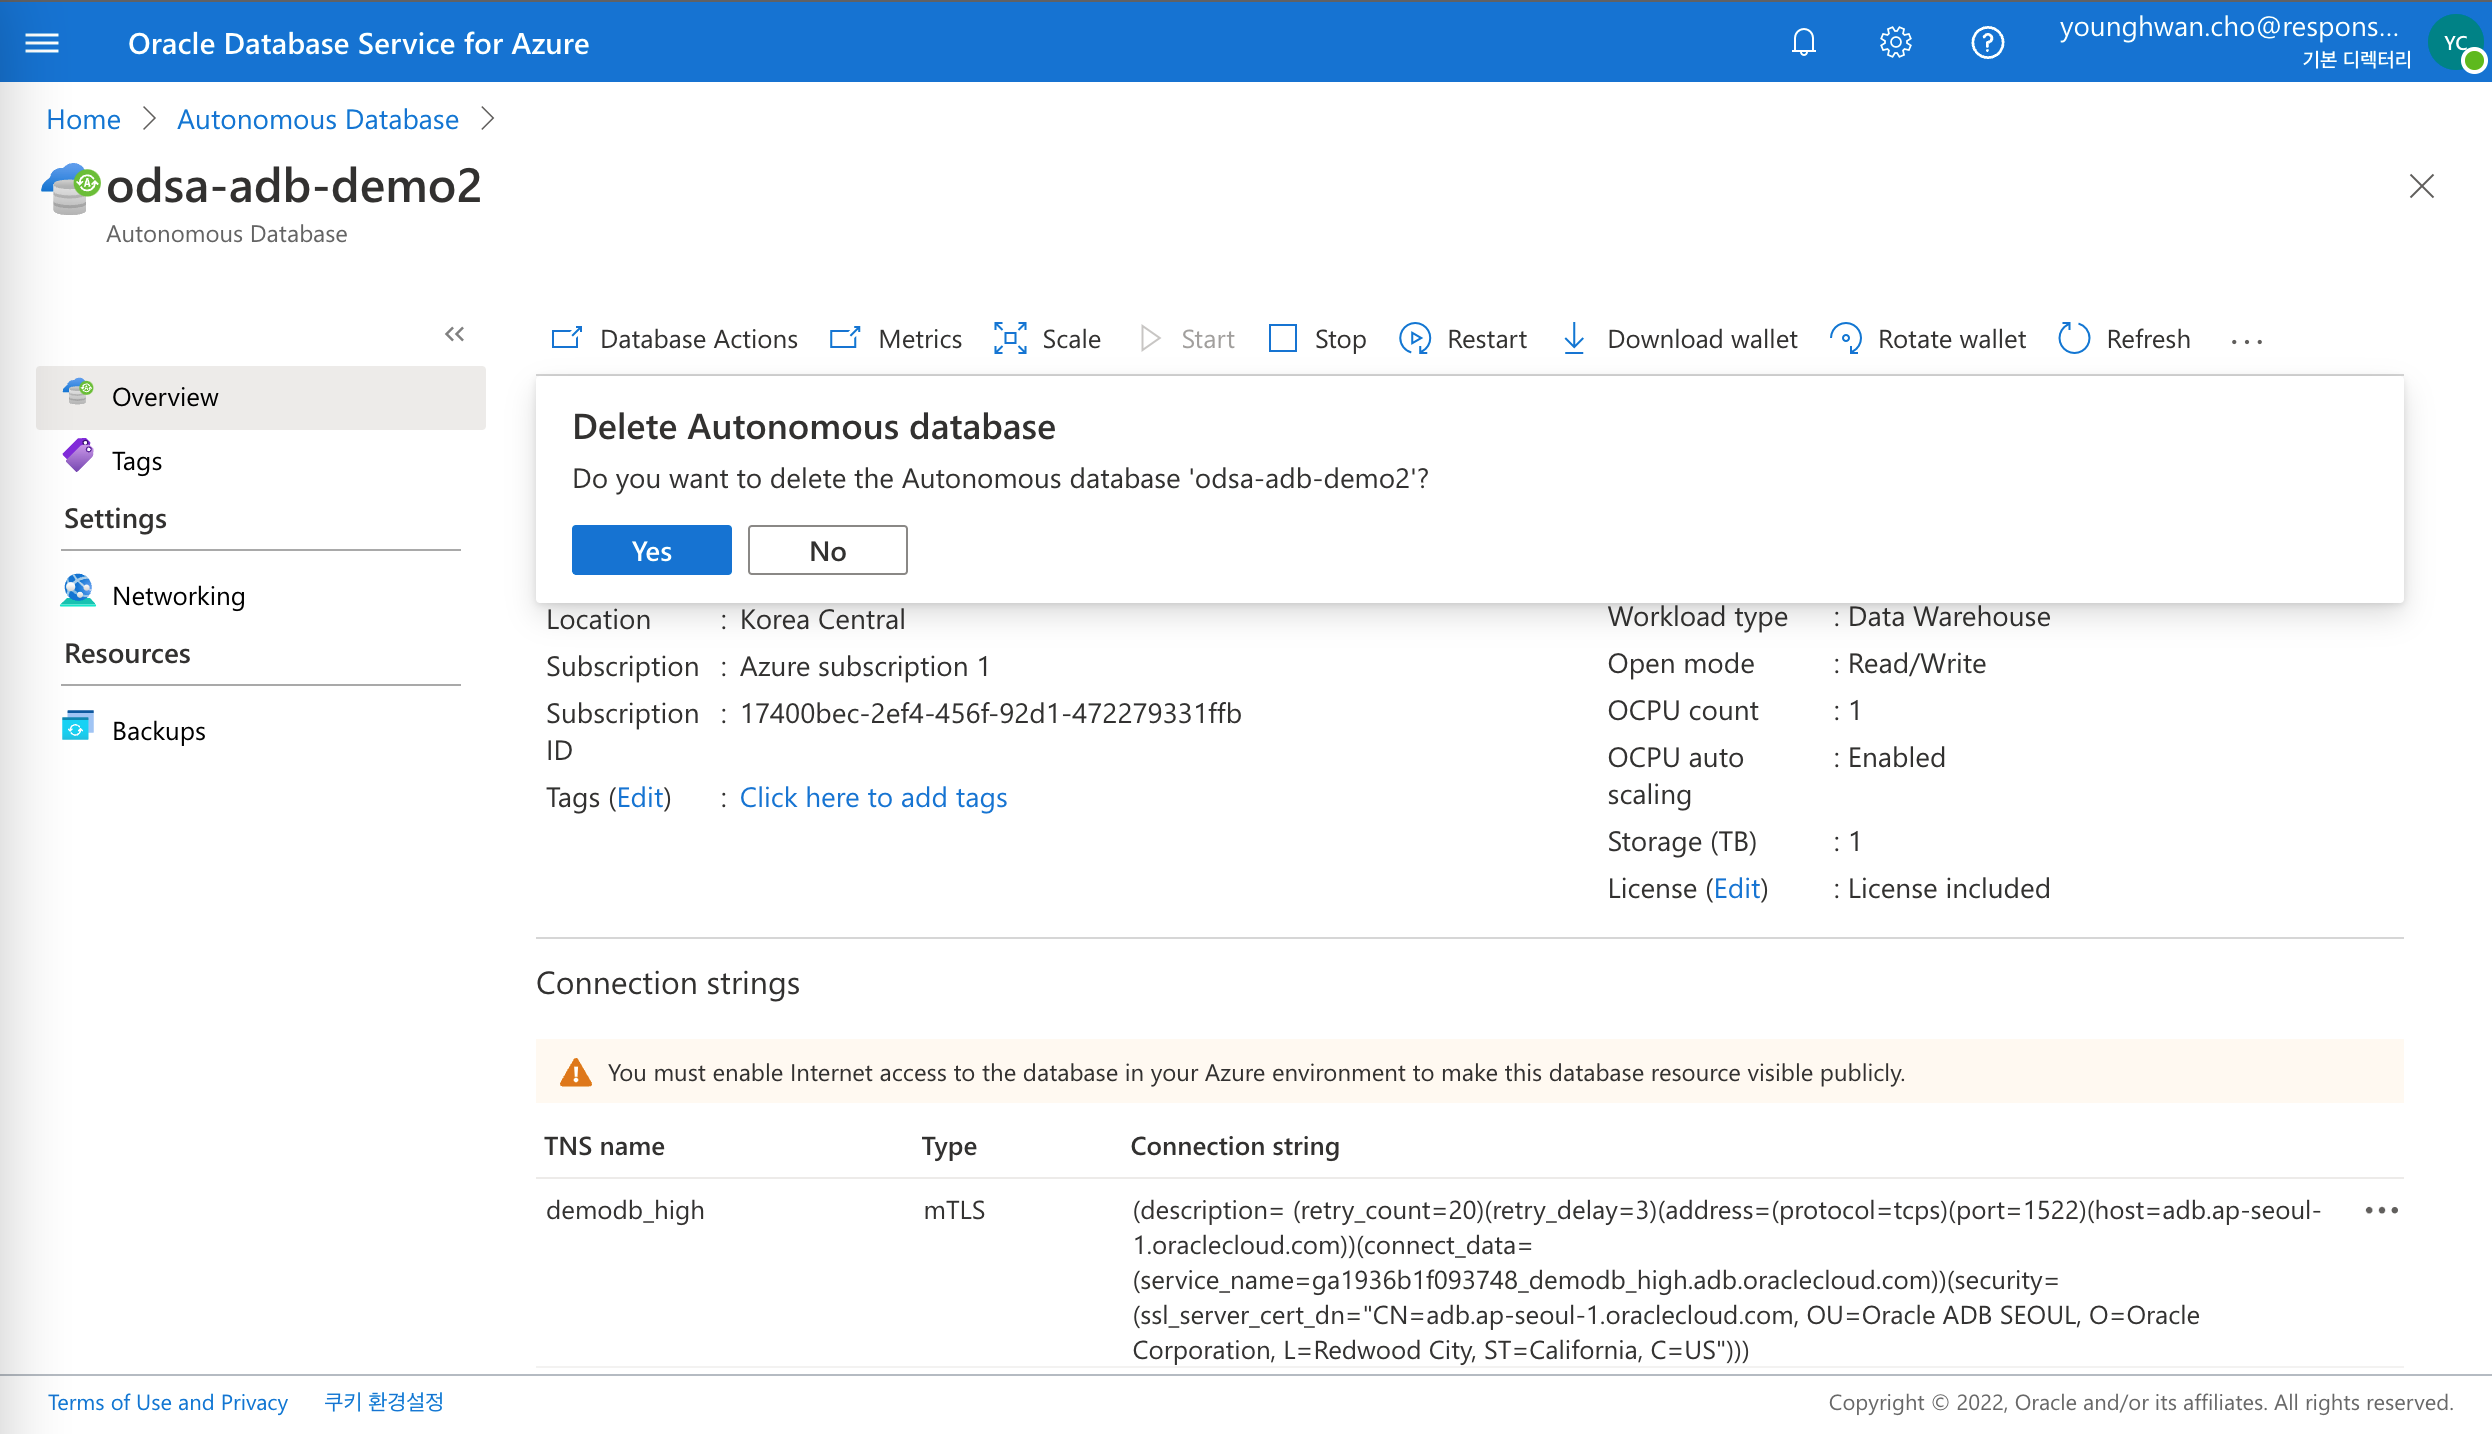 Oracle Database Service for Azure
younghwan.cho@respons...
기본 디렉터리
YC
Home
Autonomous Database
odsa-adb-demo2
Autonomous Database
Database Actions
Metrics
Scale
Start
Stop
Restart
Download wallet
Rotate wallet
Refresh
...
Overview
Tags
Settings
Networking
Resources
Backups
Delete Autonomous database
Do you want to delete the Autonomous database 'odsa-adb-demo2'?
Yes
No
Location : Korea Central
Subscription : Azure subscription 1
Subscription : 17400bec-2ef4-456f-92d1-472279331ffb
ID
Tags (Edit) : Click here to add tags
Workload type : Data Warehouse
Open mode : Read/Write
OCPU count : 1
OCPU auto : Enabled
scaling
Storage (TB) : 1
License (Edit) : License included
Connection strings
You must enable Internet access to the database in your Azure environment to make this database resource visible publicly.
TNS name Type Connection string
demodb_high mTLS (description= (retry_count=20)(retry_delay=3)(address=(protocol=tcps)(port=1522)(host=adb.ap-seoul-
1.oraclecloud.com))(connect_data=
(service_name=ga1936b1f093748_demodb_high.adb.oraclecloud.com))(security=
(ssl_server_cert_dn="CN=adb.ap-seoul-1.oraclecloud.com, OU=Oracle ADB SEOUL, O=Oracle
Corporation, L=Redwood City, ST=California, C=US")))
Terms of Use and Privacy
쿠키 환경설정
Copyright © 2022, Oracle and/or its affiliates. All rights reserved.